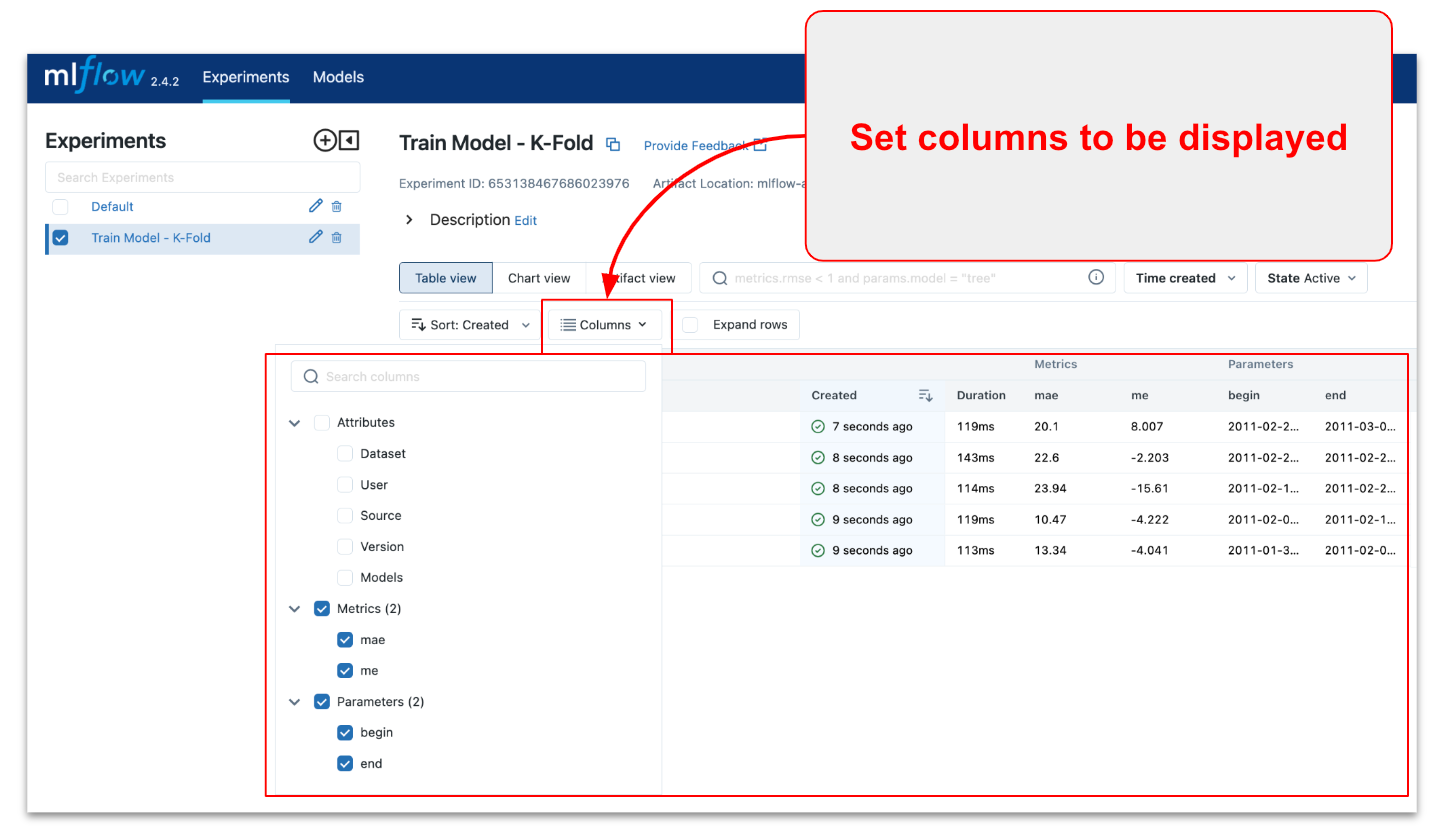 mlflow 2.4.2 Experiments Models
Set columns to be displayed
Experiments
Search Experiments
Default
Train Model - K-Fold
Train Model - K-Fold Provide Feedback
Experiment ID: 653138467686023976 Artifact Location: mlflow-a
Description Edit
Table view Chart view Artifact view metrics.rmse < 1 and params.model = "tree" Time created State Active
Sort: Created Columns Expand rows
Search columns
Attributes
Dataset
User
Source
Version
Models
Metrics (2)
mae
me
Parameters (2)
begin
end
Metrics Parameters
Created Duration mae me begin end
7 seconds ago 119ms 20.1 8.007 2011-02-2... 2011-03-0...
8 seconds ago 143ms 22.6 -2.203 2011-02-2... 2011-02-2...
8 seconds ago 114ms 23.94 -15.61 2011-02-1... 2011-02-2...
9 seconds ago 119ms 10.47 -4.222 2011-02-0... 2011-02-1...
9 seconds ago 113ms 13.34 -4.041 2011-01-3... 2011-02-0...